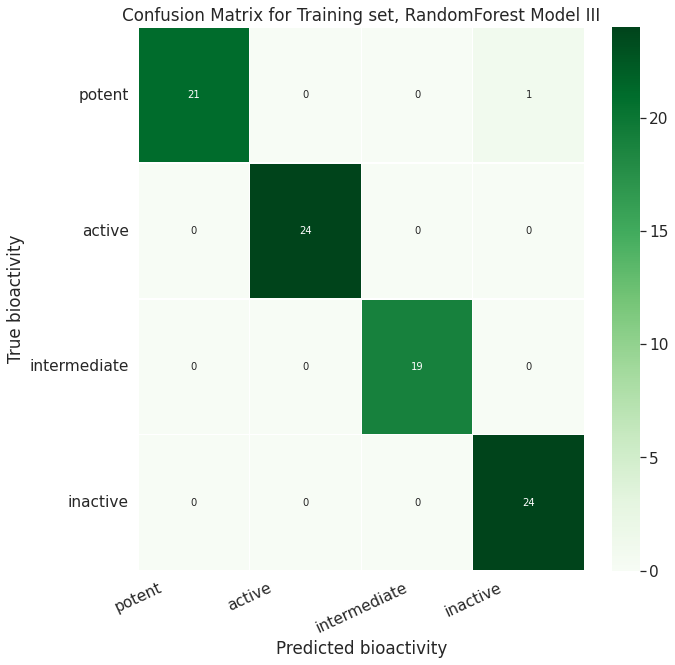 Confusion Matrix for Training set, RandomForest Model III
potent
21 0 0 1
active
0 24 0 0
intermediate
0 0 19 0
inactive
0 0 0 24
potent active intermediate inactive
Predicted bioactivity
True bioactivity
20
15
10
5
0